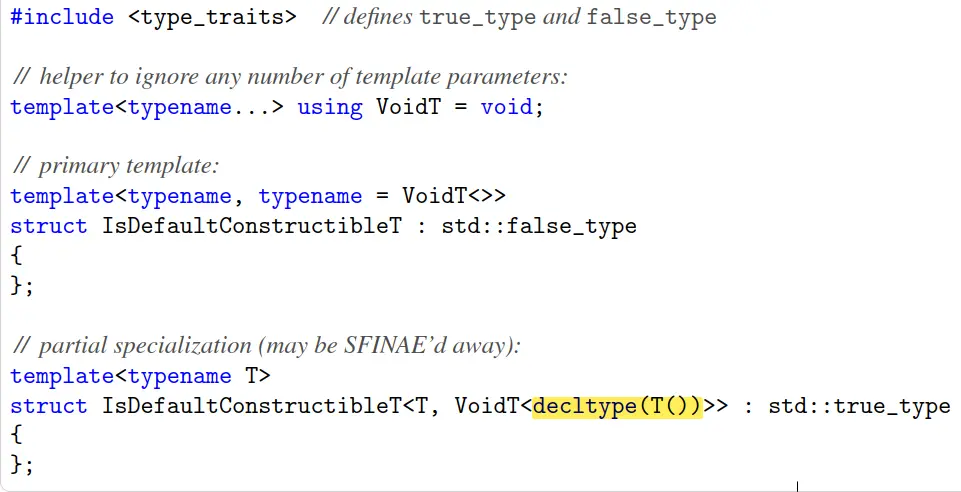 #include <type_traits> // defines true_type and false_type
// helper to ignore any number of template parameters:
template<typename...> using VoidT = void;
// primary template:
template<typename, typename = VoidT<>>
struct IsDefaultConstructibleT : std::false_type
{
};
// partial specialization (may be SFINAE’d away):
template<typename T>
struct IsDefaultConstructibleT<T, VoidT<decltype(T())>> : std::true_type
{
};